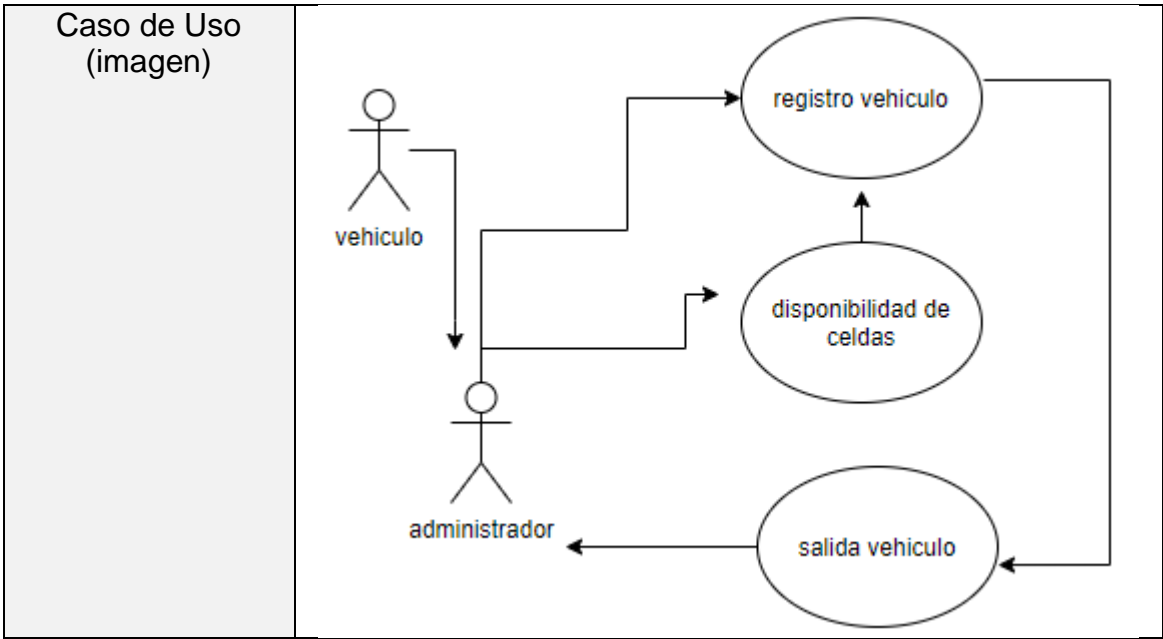 Caso de Uso
(imagen)
registro vehiculo
vehiculo
disponibilidad de
celdas
administrador
salida vehiculo